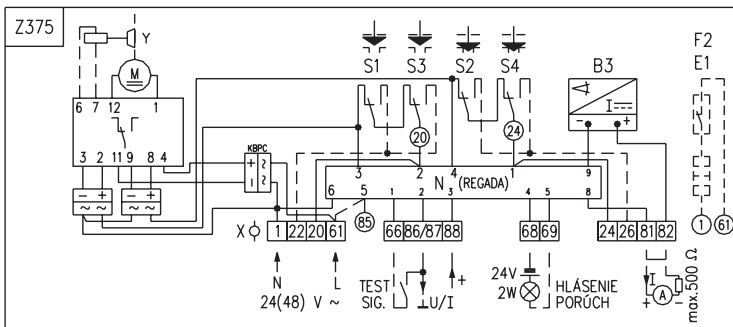 Z375
Y
M
6 7 12 1
3 2 11 9 8 4
- + - +
~ ~
KBPC
+ ~
- ~
S1 S3 S2 S4
20
24
B3
I
- +
F2
E1
3 2 4 1 9
N (REGADA)
6 5 1 2 3 4 5 8
85
X 1 22 20 61 66 86/87 88 68 69 24 26 81 82
1 61
N L
24(48) V ~
TEST
SIG.
U/I
+
24V
2W
HLÁSENIE
PORÚCH
I
A
+ -
max.500 Ω